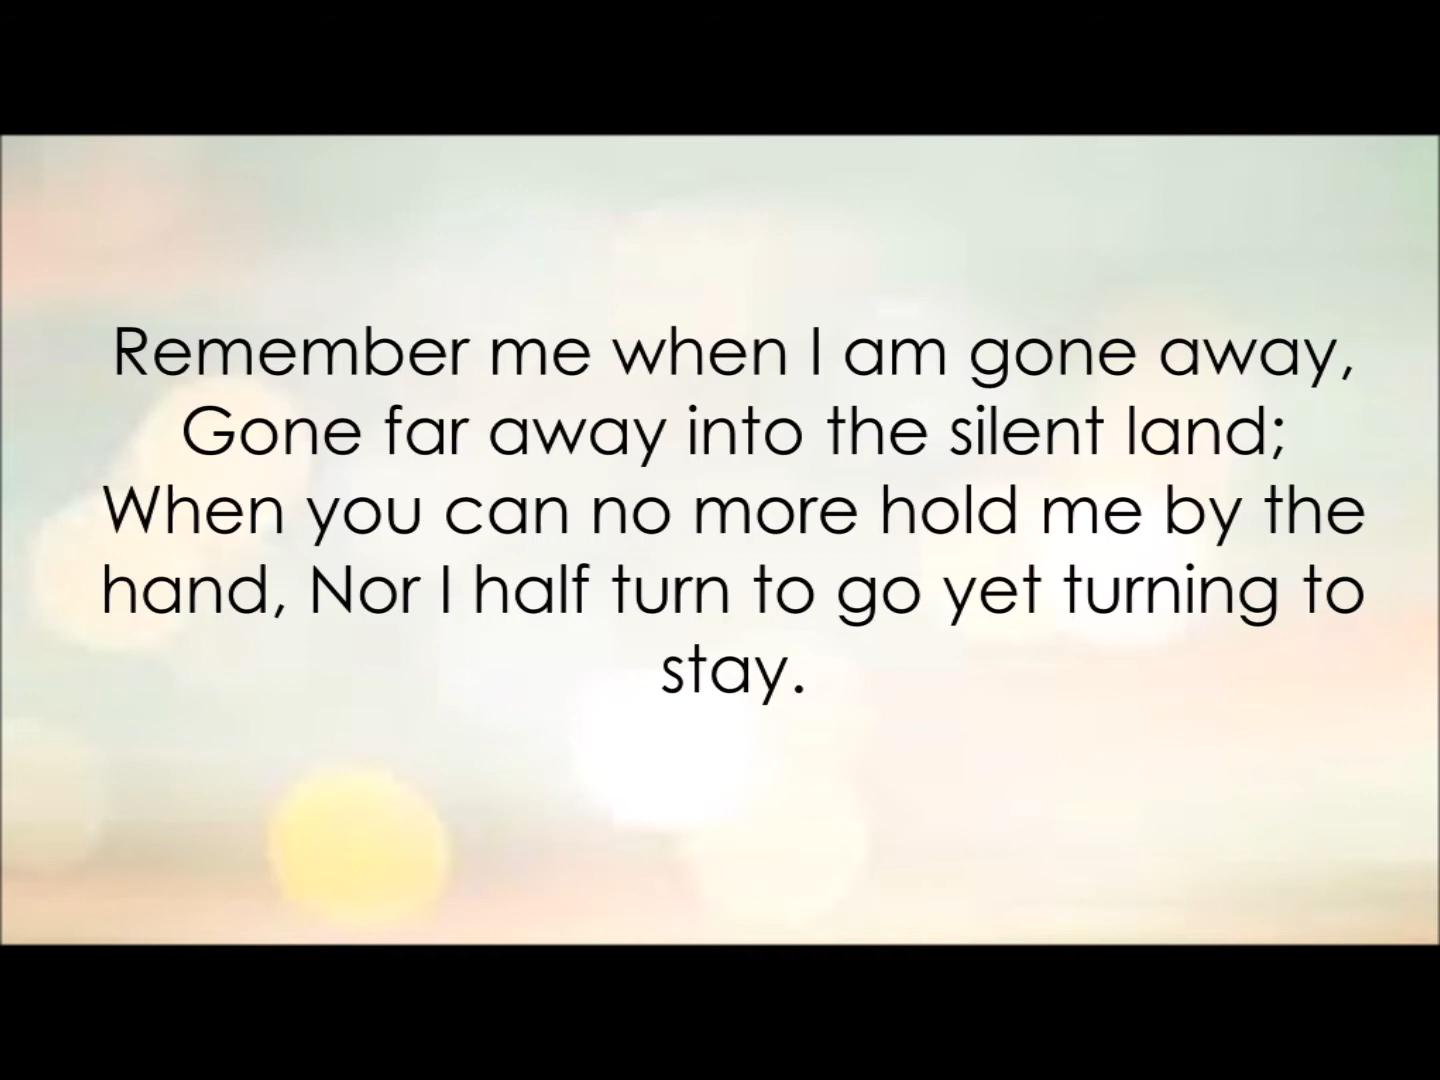 Remember me when I am gone away,
Gone far away into the silent land;
When you can no more hold me by the
hand, Nor I half turn to go yet turning to
stay.